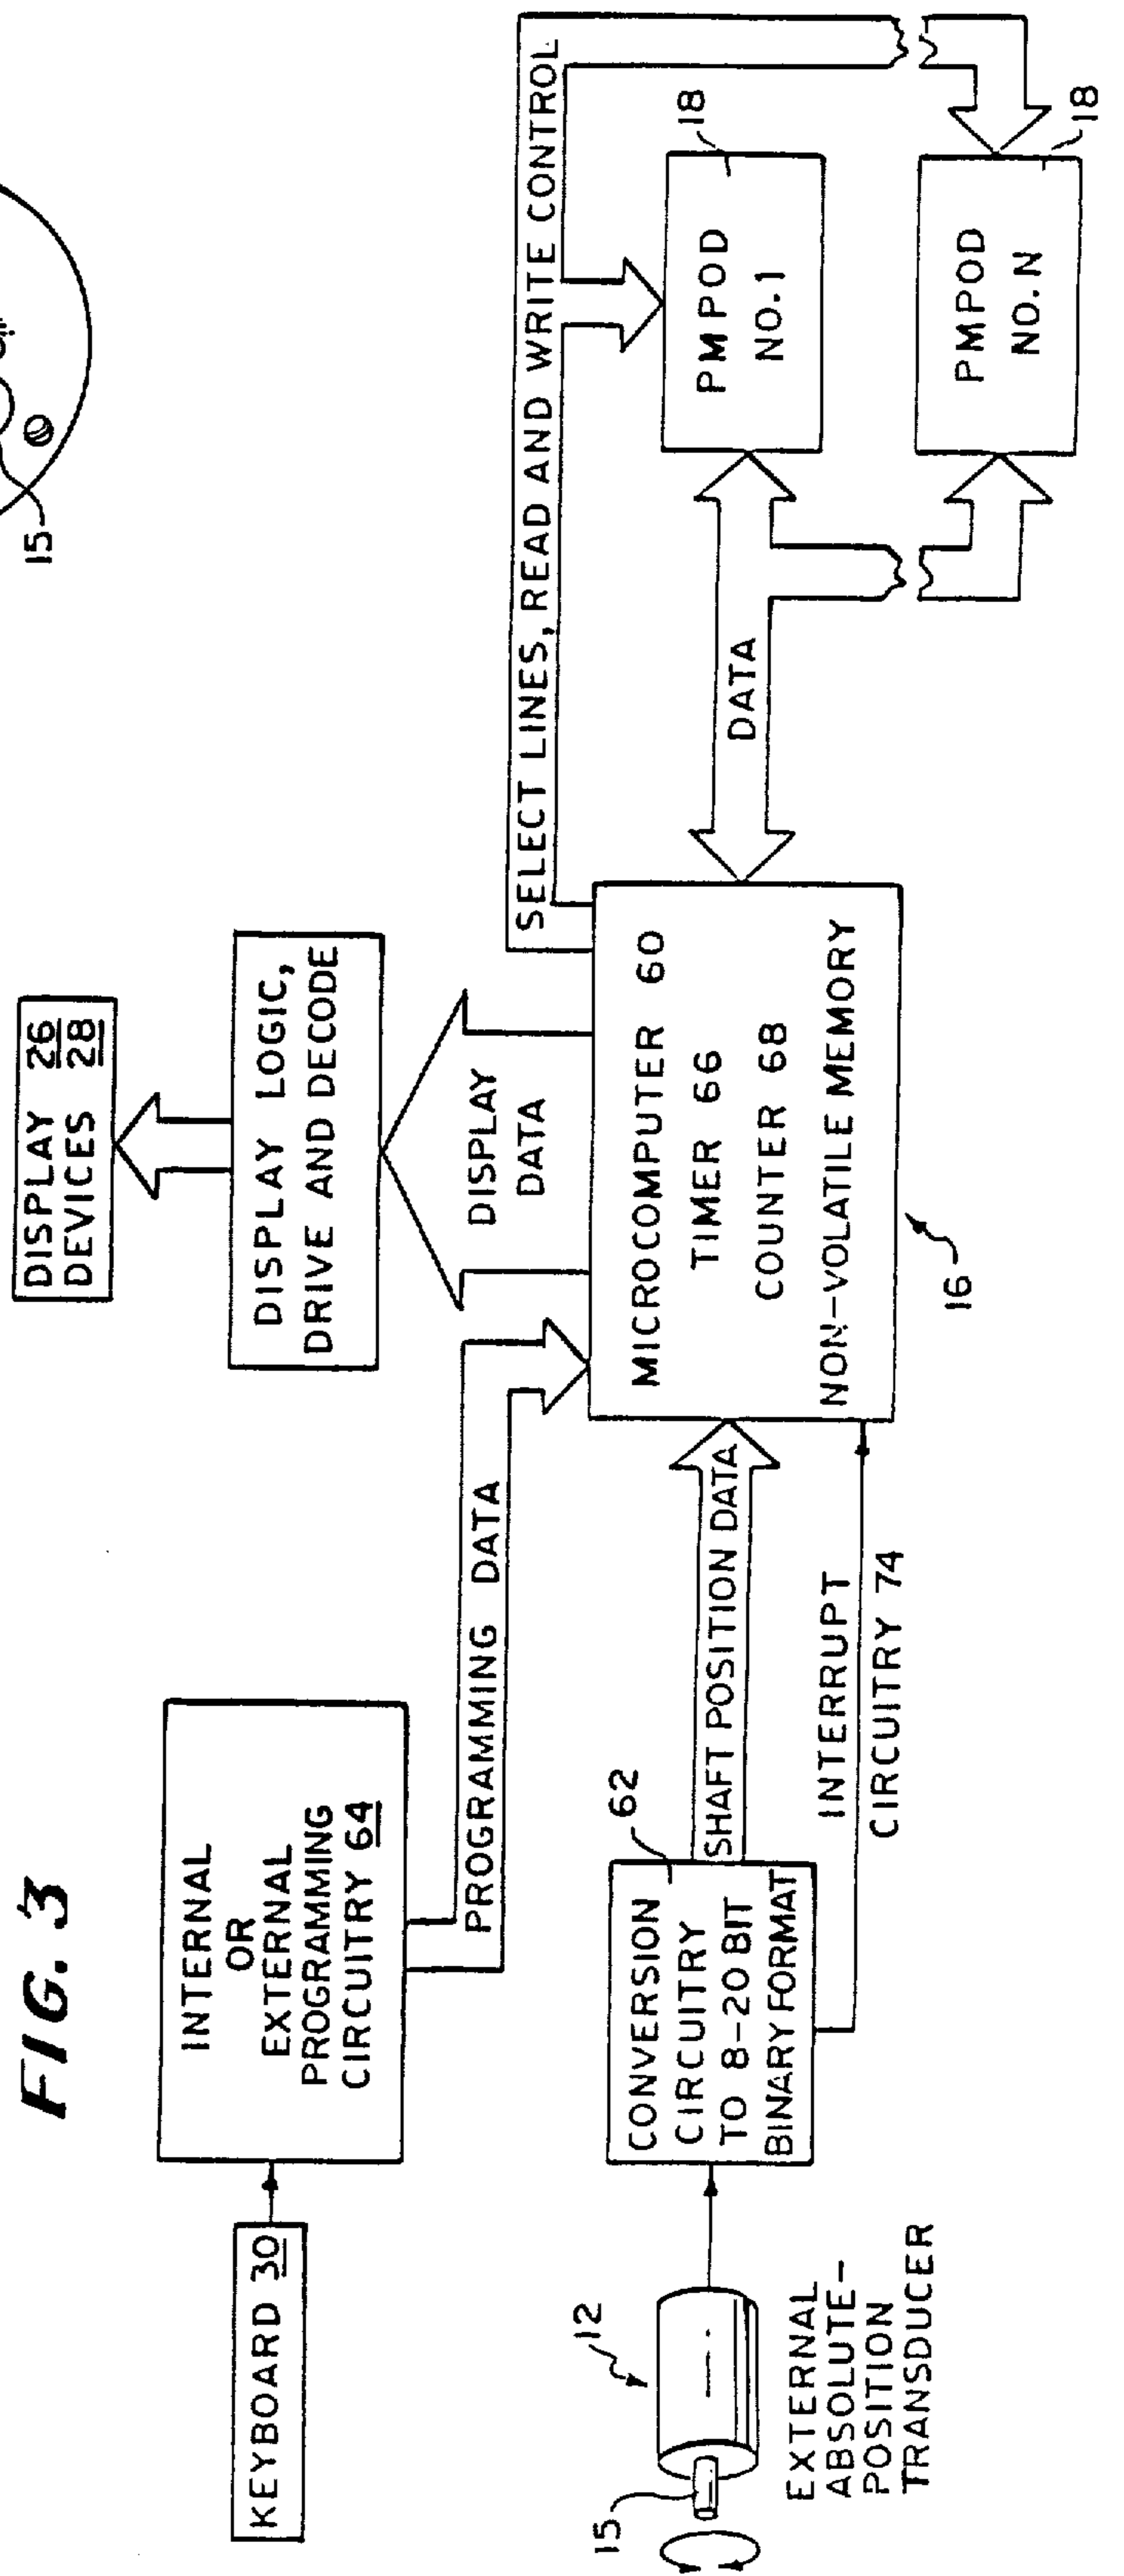 FIG. 3
15
KEYBOARD 30
INTERNAL
OR
EXTERNAL
PROGRAMMING
CIRCUITRY 64
PROGRAMMING DATA
DISPLAY 26
DEVICES 28
DISPLAY LOGIC,
DRIVE AND DECODE
DISPLAY
DATA
SELECT LINES, READ AND WRITE CONTROL
15
12
EXTERNAL
ABSOLUTE-
POSITION
TRANSDUCER
CONVERSION
CIRCUITRY
TO 8-20 BIT
BINARY FORMAT
62
SHAFT POSITION DATA
INTERRUPT
CIRCUITRY 74
MICROCOMPUTER 60
TIMER 66
COUNTER 68
NON-VOLATILE MEMORY
16
DATA
PMPOD
NO.1
18
PMPOD
NO.N
18